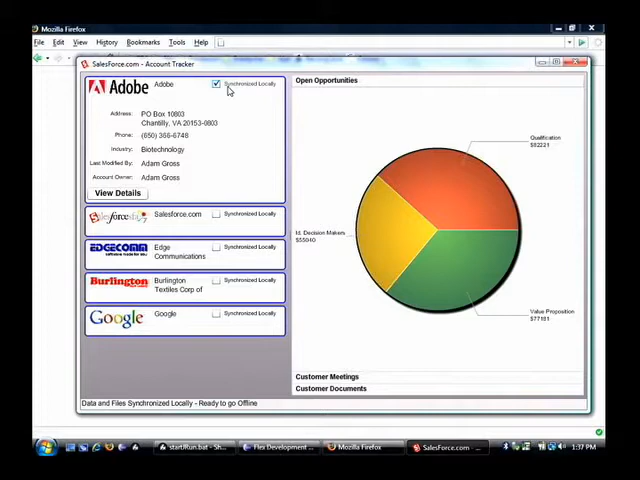 Mozilla Firefox
File Edit View History Bookmarks Tools Help
SalesForce.com - Account Tracker
Adobe
Adobe
Synchronized Locally
Address: PO Box 10803
Chantilly, VA 20153-0803
Phone: (650) 366-6748
Industry: Biotechnology
Last Modified By: Adam Gross
Account Owner: Adam Gross
View Details
Salesforce.com Synchronized Locally
EDGECOMM Edge Communications Synchronized Locally
Burlington Burlington Textiles Corp of Synchronized Locally
Google Google Synchronized Locally
Open Opportunities
Qualification
$82221
Id. Decision Makers
$55040
Value Proposition
$77181
Customer Meetings
Customer Documents
Data and Files Synchronized Locally - Ready to go Offline
startJRun.bat - Sh...
Flex Development ...
Mozilla Firefox
SalesForce.com - ...
1:37 PM